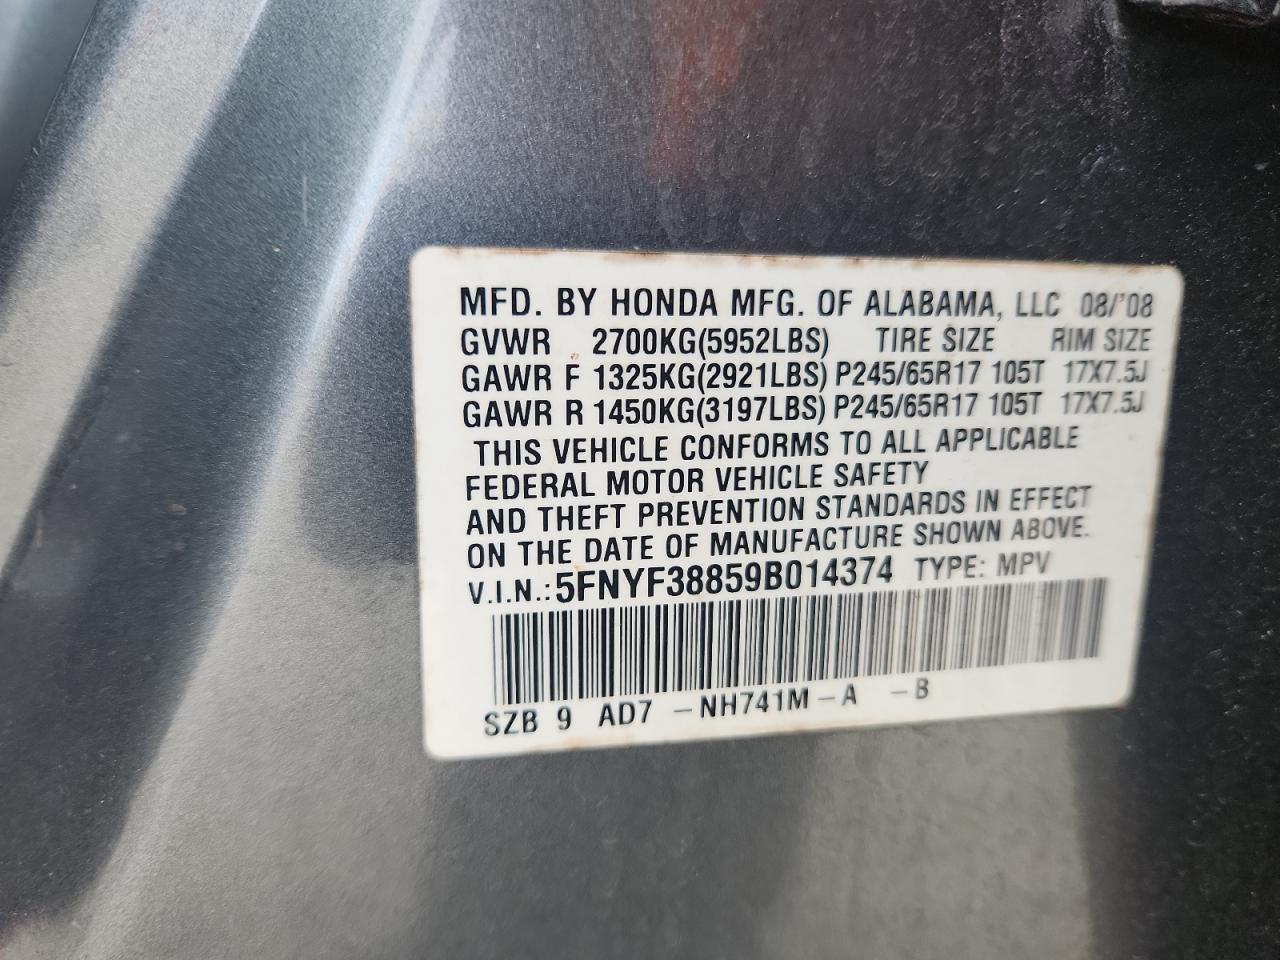 MFD. BY HONDA MFG. OF ALABAMA, LLC 08/'08
GVWR 2700KG(5952LBS) TIRE SIZE RIM SIZE
GAWR F 1325KG(2921LBS) P245/65R17 105T 17X7.5J
GAWR R 1450KG(3197LBS) P245/65R17 105T 17X7.5J
THIS VEHICLE CONFORMS TO ALL APPLICABLE
FEDERAL MOTOR VEHICLE SAFETY
AND THEFT PREVENTION STANDARDS IN EFFECT
ON THE DATE OF MANUFACTURE SHOWN ABOVE.
V.I.N.: 5FNYF38859B014374 TYPE: MPV
SZB 9 AD7 -NH741M-A -B